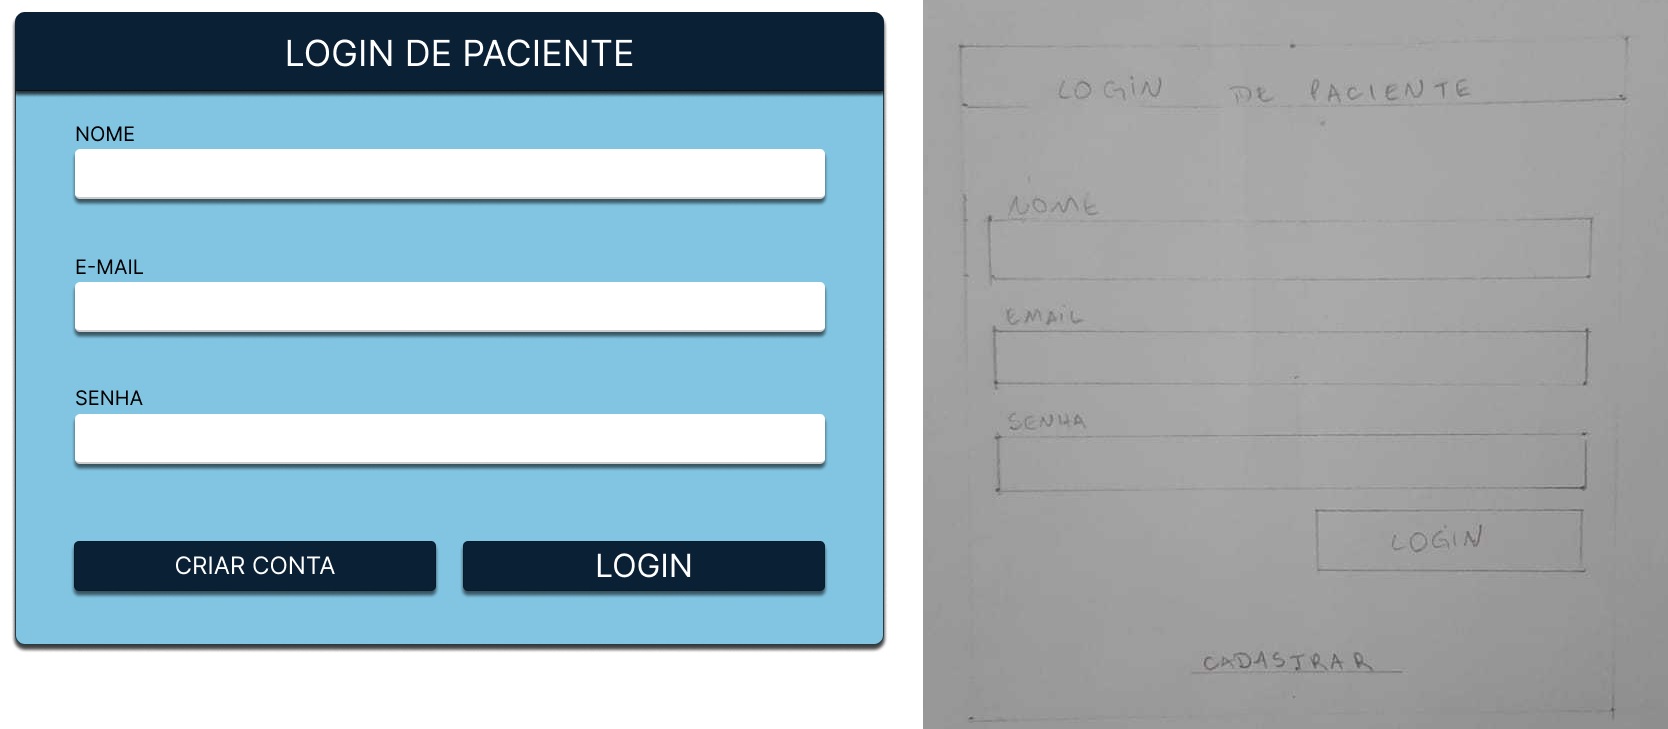 LOGIN DE PACIENTE
NOME
E-MAIL
SENHA
CRIAR CONTA
LOGIN
LOGIN DE PACIENTE
NOME
EMAIL
SENHA
LOGIN
CADASTRAR